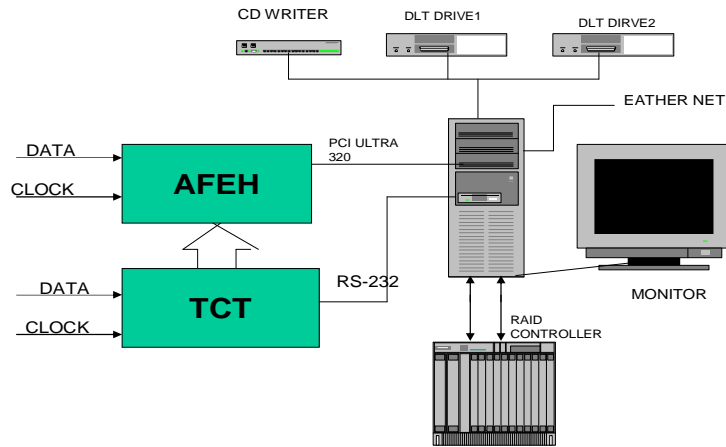 CD WRITER
DLT DRIVE1
DLT DIRVE2
EATHER NET
PCI ULTRA
320
DATA
CLOCK
AFEH
RS-232
DATA
CLOCK
TCT
MONITOR
RAID
CONTROLLER